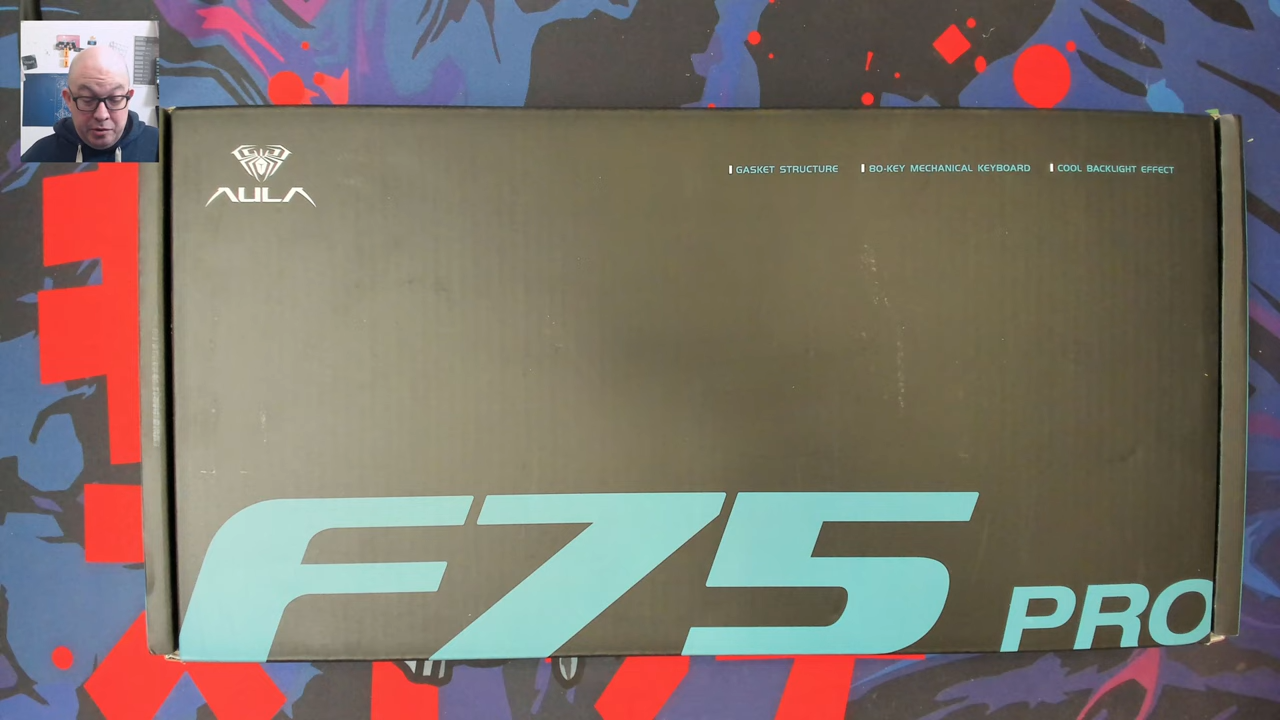 AULA
GASKET STRUCTURE
80-KEY MECHANICAL KEYBOARD
COOL BACKLIGHT EFFECT
F75 PRO